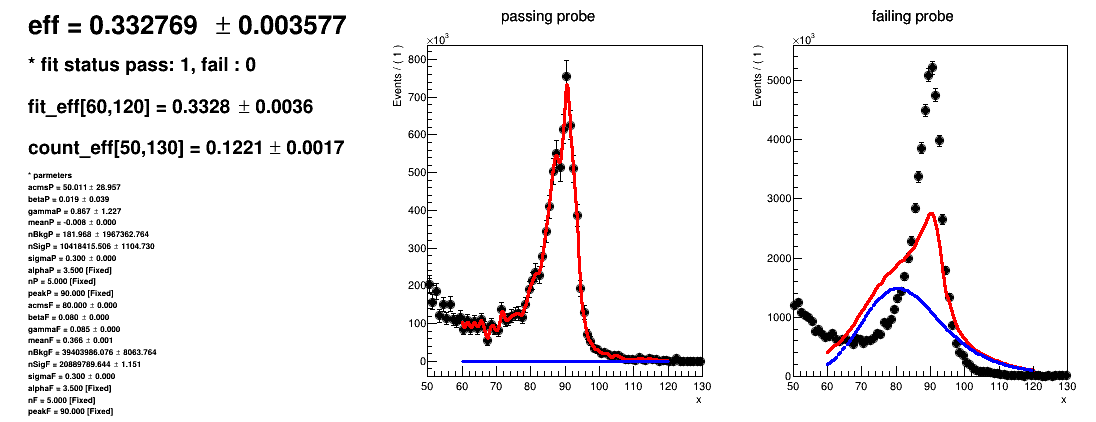 eff = 0.332769 ± 0.003577
* fit status pass: 1, fail : 0
fit_eff[60,120] = 0.3328 ± 0.0036
count_eff[50,130] = 0.1221 ± 0.0017
* parmeters
acmsP = 50.011 ± 28.957
betaP = 0.019 ± 0.039
gammaP = 0.867 ± 1.227
meanP = -0.008 ± 0.000
nBkgP = 181.968 ± 1967362.764
nSigP = 10418415.506 ± 1104.730
sigmaP = 0.300 ± 0.000
alphaP = 3.500 [Fixed]
nP = 5.000 [Fixed]
peakP = 90.000 [Fixed]
acmsF = 80.000 ± 0.000
betaF = 0.080 ± 0.000
gammaF = 0.085 ± 0.000
meanF = 0.366 ± 0.001
nBkgF = 39403986.076 ± 8063.764
nSigF = 20889789.644 ± 1.151
sigmaF = 0.300 ± 0.000
alphaF = 3.500 [Fixed]
nF = 5.000 [Fixed]
peakF = 90.000 [Fixed]
passing probe
×10³
Events / ( 1 )
800
700
600
500
400
300
200
100
0
50 60 70 80 90 100 110 120 130
x
failing probe
×10³
Events / ( 1 )
5000
4000
3000
2000
1000
0
50 60 70 80 90 100 110 120 130
x